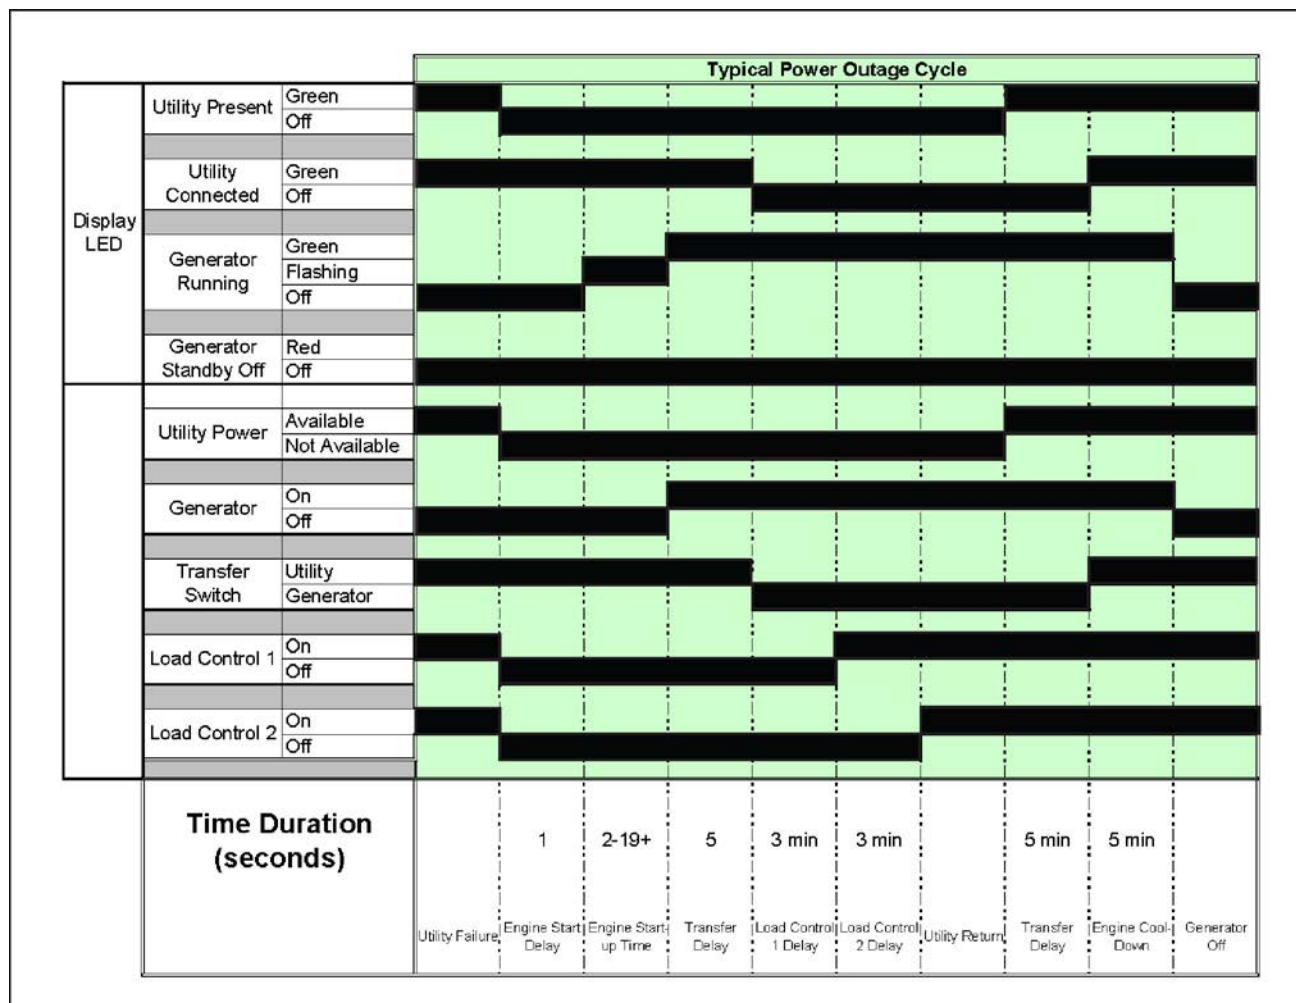 Typical Power Outage Cycle
Display
LED
Utility Present
Green
Off
Utility
Connected
Green
Off
Generator
Running
Green
Flashing
Off
Generator
Standby Off
Red
Off
Utility Power
Available
Not Available
Generator
On
Off
Transfer
Switch
Utility
Generator
Load Control 1
On
Off
Load Control 2
On
Off
Time Duration
(seconds)
1
2-19+
5
3 min
3 min
5 min
5 min
Utility Failure
Engine Start
Delay
Engine Start-
up Time
Transfer
Delay
Load Control
1 Delay
Load Control
2 Delay
Utility Return
Transfer
Delay
Engine Cool-
Down
Generator
Off